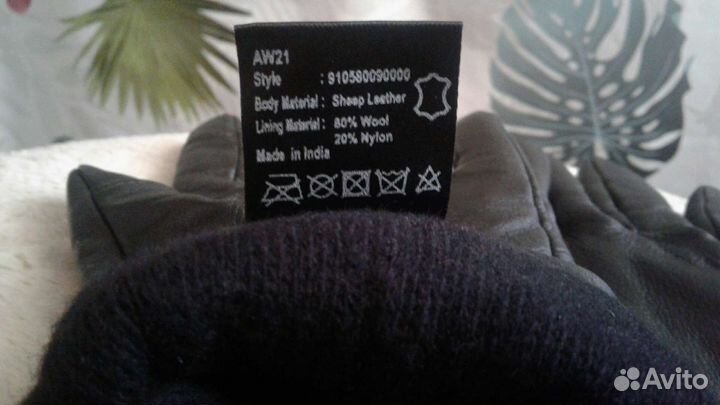 AW21
Style : 910580090000
Body Material : Sheep Leather
Lining Material : 80% Wool
20% Nylon
Made in India
Avito